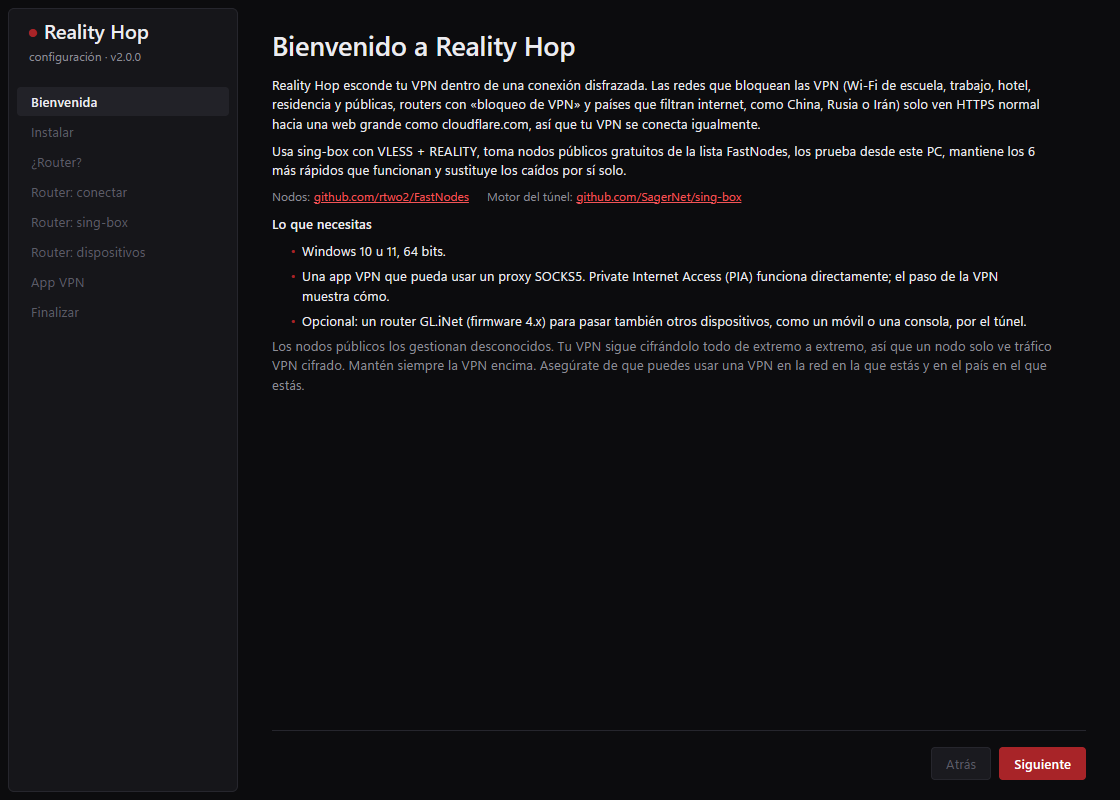 Reality Hop
configuración · v2.0.0
Bienvenida
Instalar
¿Router?
Router: conectar
Router: sing-box
Router: dispositivos
App VPN
Finalizar
Bienvenido a Reality Hop
Reality Hop esconde tu VPN dentro de una conexión disfrazada. Las redes que bloquean las VPN (Wi-Fi de escuela, trabajo, hotel,
residencia y públicas, routers con «bloqueo de VPN» y países que filtran internet, como China, Rusia o Irán) solo ven HTTPS normal
hacia una web grande como cloudflare.com, así que tu VPN se conecta igualmente.
Usa sing-box con VLESS + REALITY, toma nodos públicos gratuitos de la lista FastNodes, los prueba desde este PC, mantiene los 6
más rápidos que funcionan y sustituye los caídos por sí solo.
Nodos: github.com/rtwo2/FastNodes Motor del túnel: github.com/SagerNet/sing-box
Lo que necesitas
• Windows 10 u 11, 64 bits.
• Una app VPN que pueda usar un proxy SOCKS5. Private Internet Access (PIA) funciona directamente; el paso de la VPN
muestra cómo.
• Opcional: un router GL.iNet (firmware 4.x) para pasar también otros dispositivos, como un móvil o una consola, por el túnel.
Los nodos públicos los gestionan desconocidos. Tu VPN sigue cifrándolo todo de extremo a extremo, así que un nodo solo ve tráfico
VPN cifrado. Mantén siempre la VPN encima. Asegúrate de que puedes usar una VPN en la red en la que estás y en el país en el que
estás.
Atrás
Siguiente